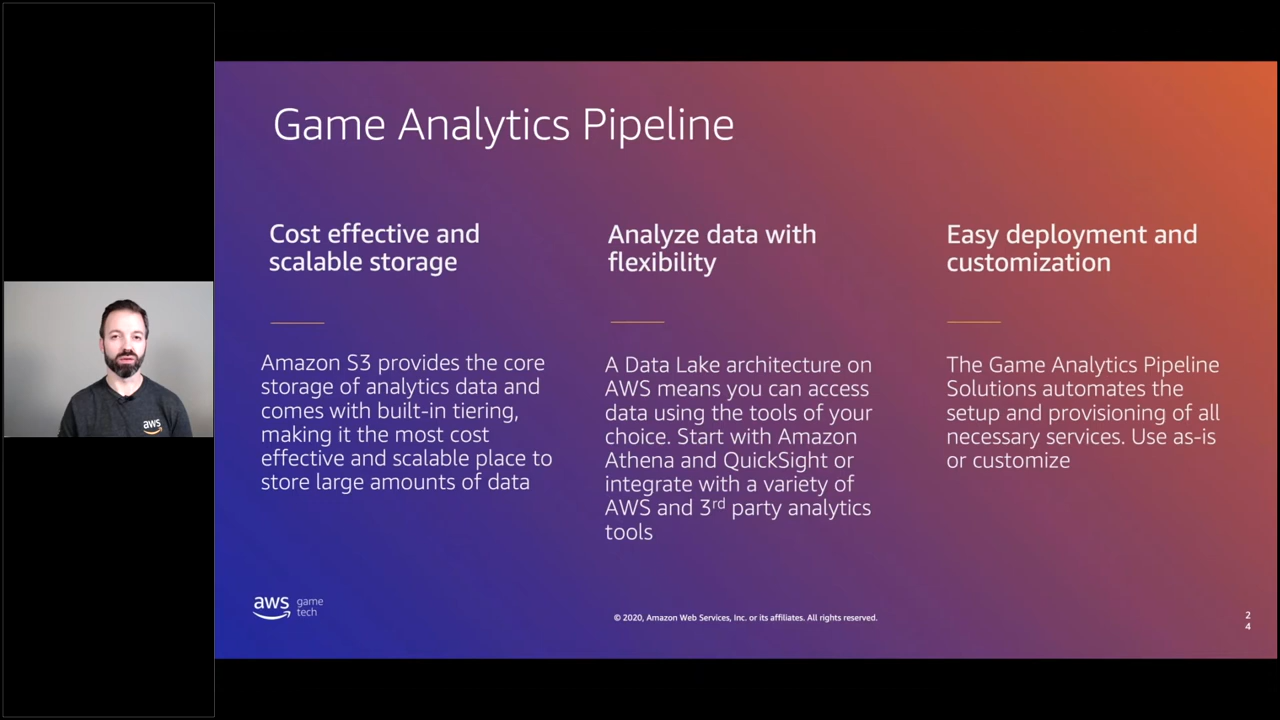 Game Analytics Pipeline
Cost effective and
scalable storage
Amazon S3 provides the core
storage of analytics data and
comes with built-in tiering,
making it the most cost
effective and scalable place to
store large amounts of data
Analyze data with
flexibility
A Data Lake architecture on
AWS means you can access
data using the tools of your
choice. Start with Amazon
Athena and QuickSight or
integrate with a variety of
AWS and 3rd party analytics
tools
Easy deployment and
customization
The Game Analytics Pipeline
Solutions automates the
setup and provisioning of all
necessary services. Use as-is
or customize
aws
aws game
tech
© 2020, Amazon Web Services, Inc. or its affiliates. All rights reserved.
2
4